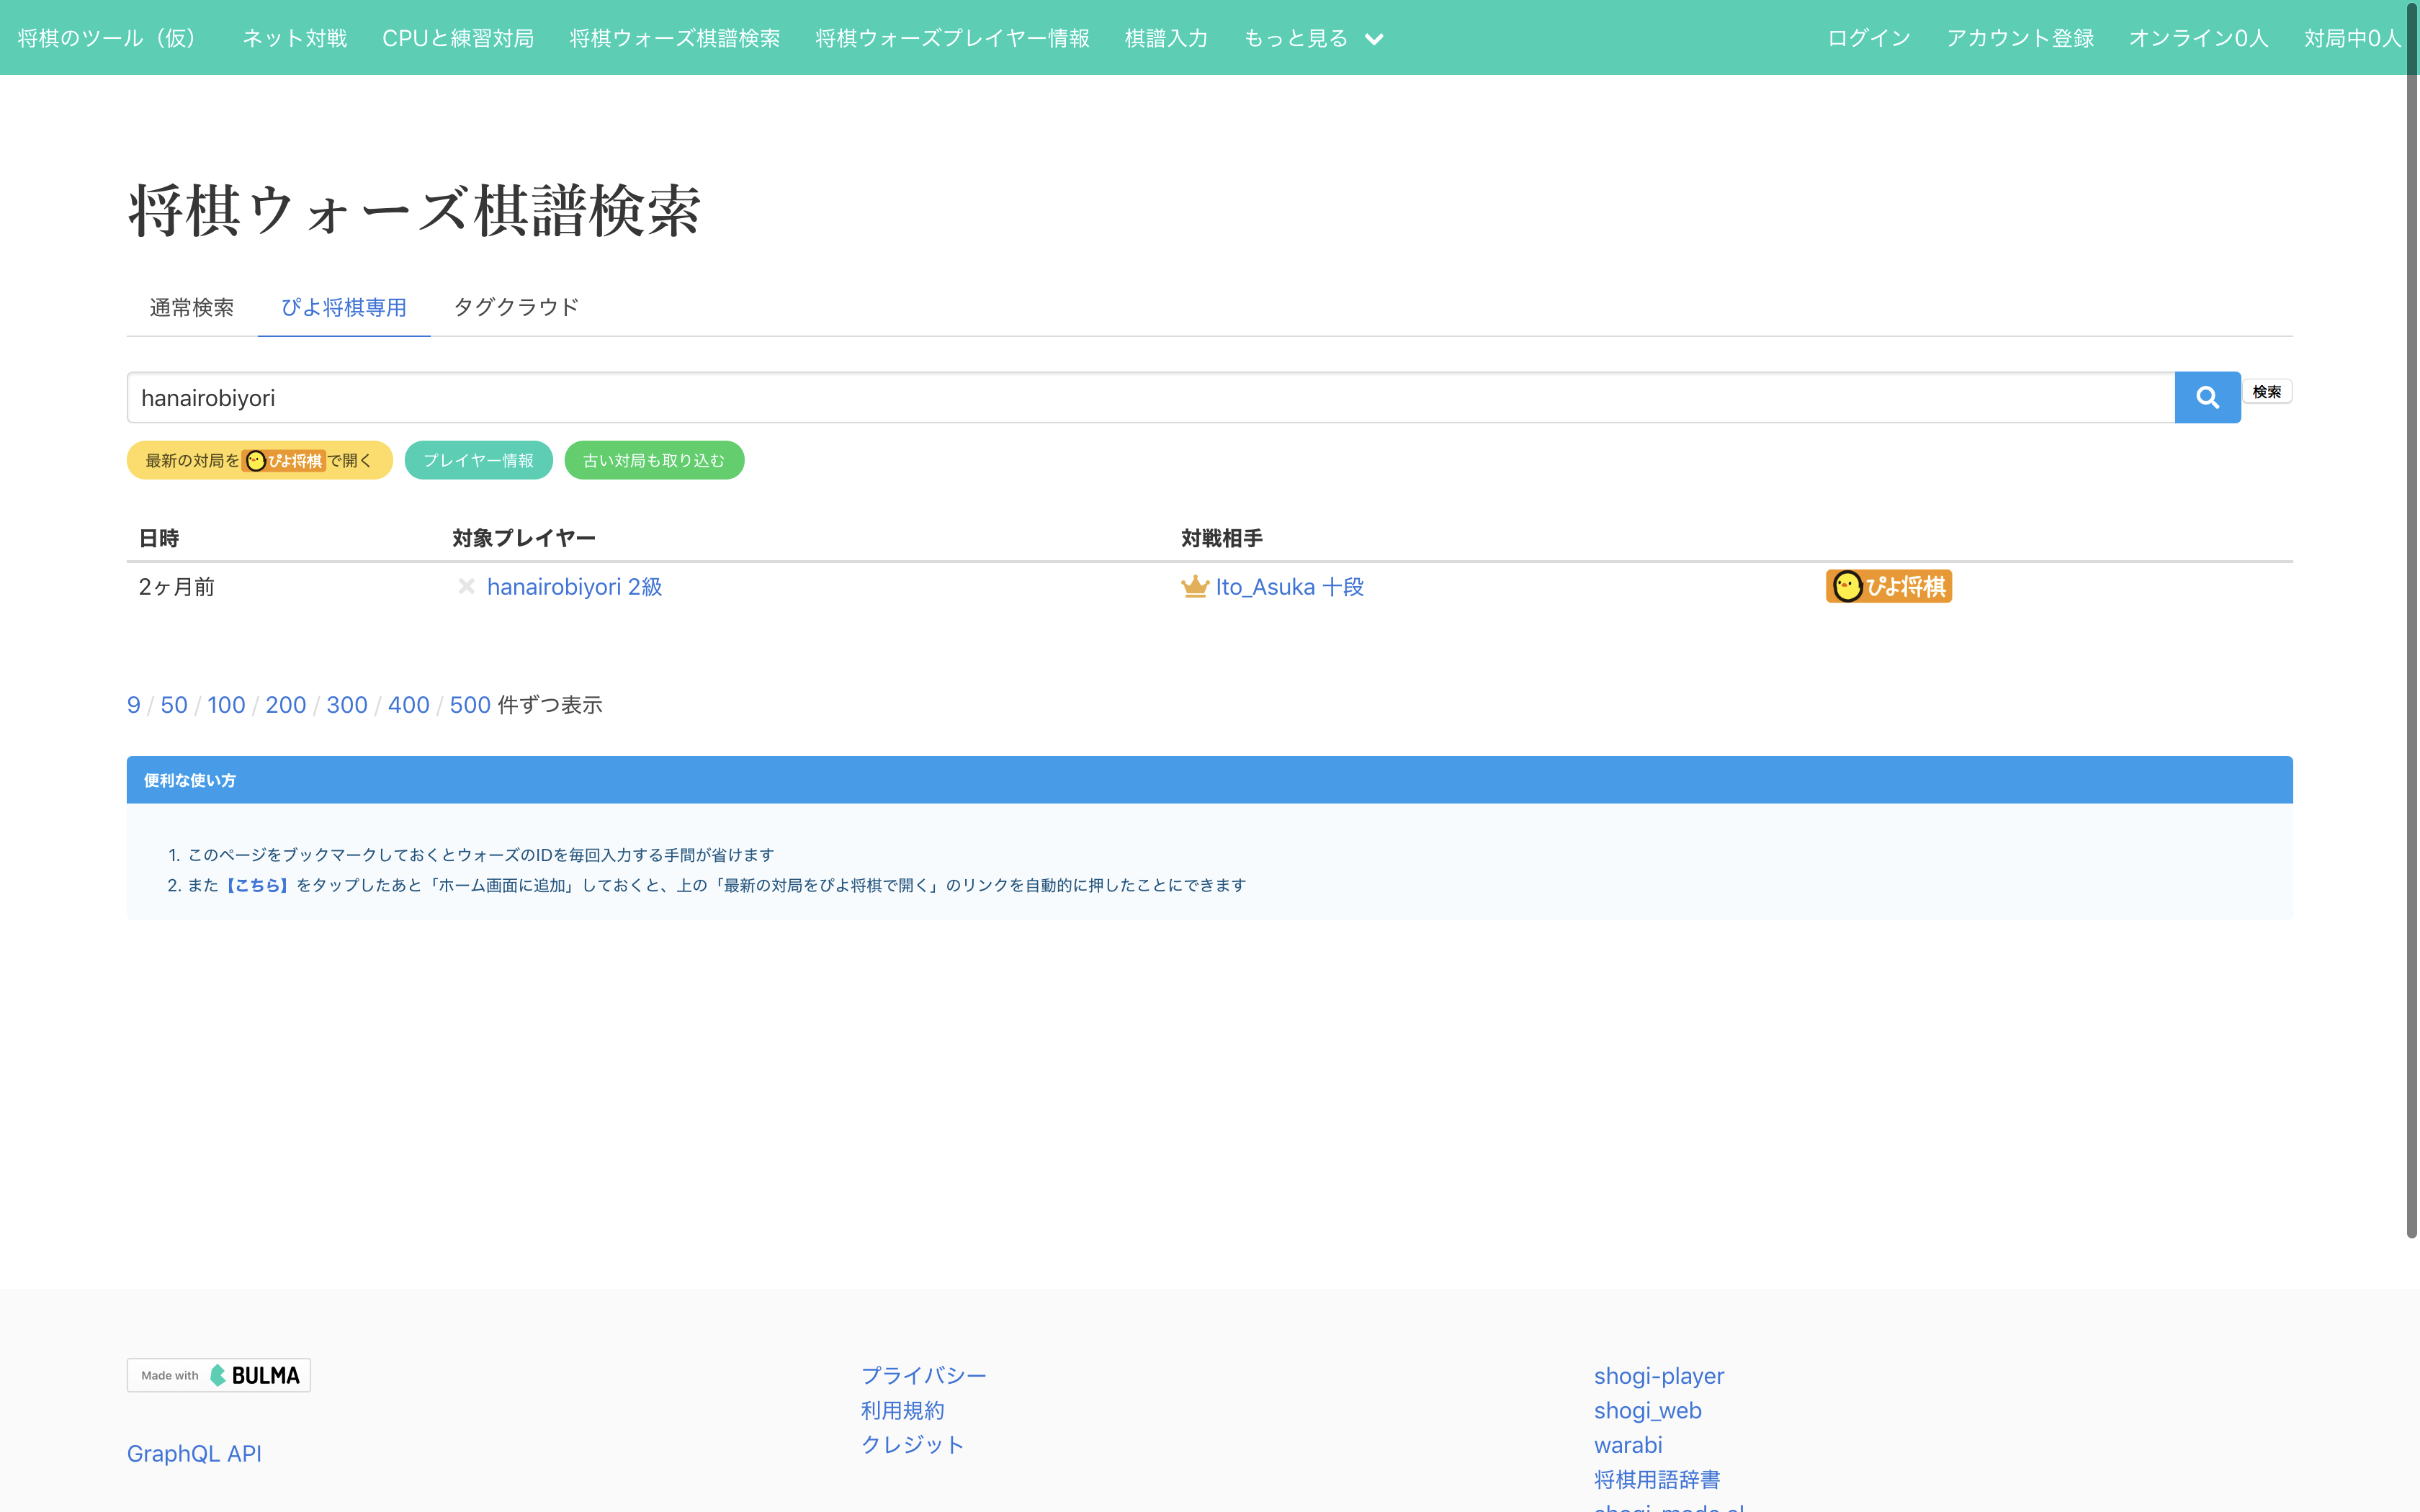 将棋のツール（仮） ネット対戦 CPUと練習対局 将棋ウォーズ棋譜検索 将棋ウォーズプレイヤー情報 棋譜入力 もっと見る ログイン アカウント登録 オンライン0人 対局中0人
将棋ウォーズ棋譜検索
通常検索 ぴよ将棋専用 タグクラウド
hanairobiyori 検索
最新の対局をぴよ将棋で開く プレイヤー情報 古い対局も取り込む
日時 対象プレイヤー 対戦相手
2ヶ月前 hanairobiyori 2級 Ito_Asuka 十段 ぴよ将棋
9 / 50 / 100 / 200 / 300 / 400 / 500 件ずつ表示
便利な使い方
1. このページをブックマークしておくとウォーズのIDを毎回入力する手間が省けます
2. また【こちら】をタップしたあと「ホーム画面に追加」しておくと、上の「最新の対局をぴよ将棋で開く」のリンクを自動的に押したことにできます
Made with BULMA
GraphQL API
プライバシー
利用規約
クレジット
shogi-player
shogi_web
warabi
将棋用語辞書